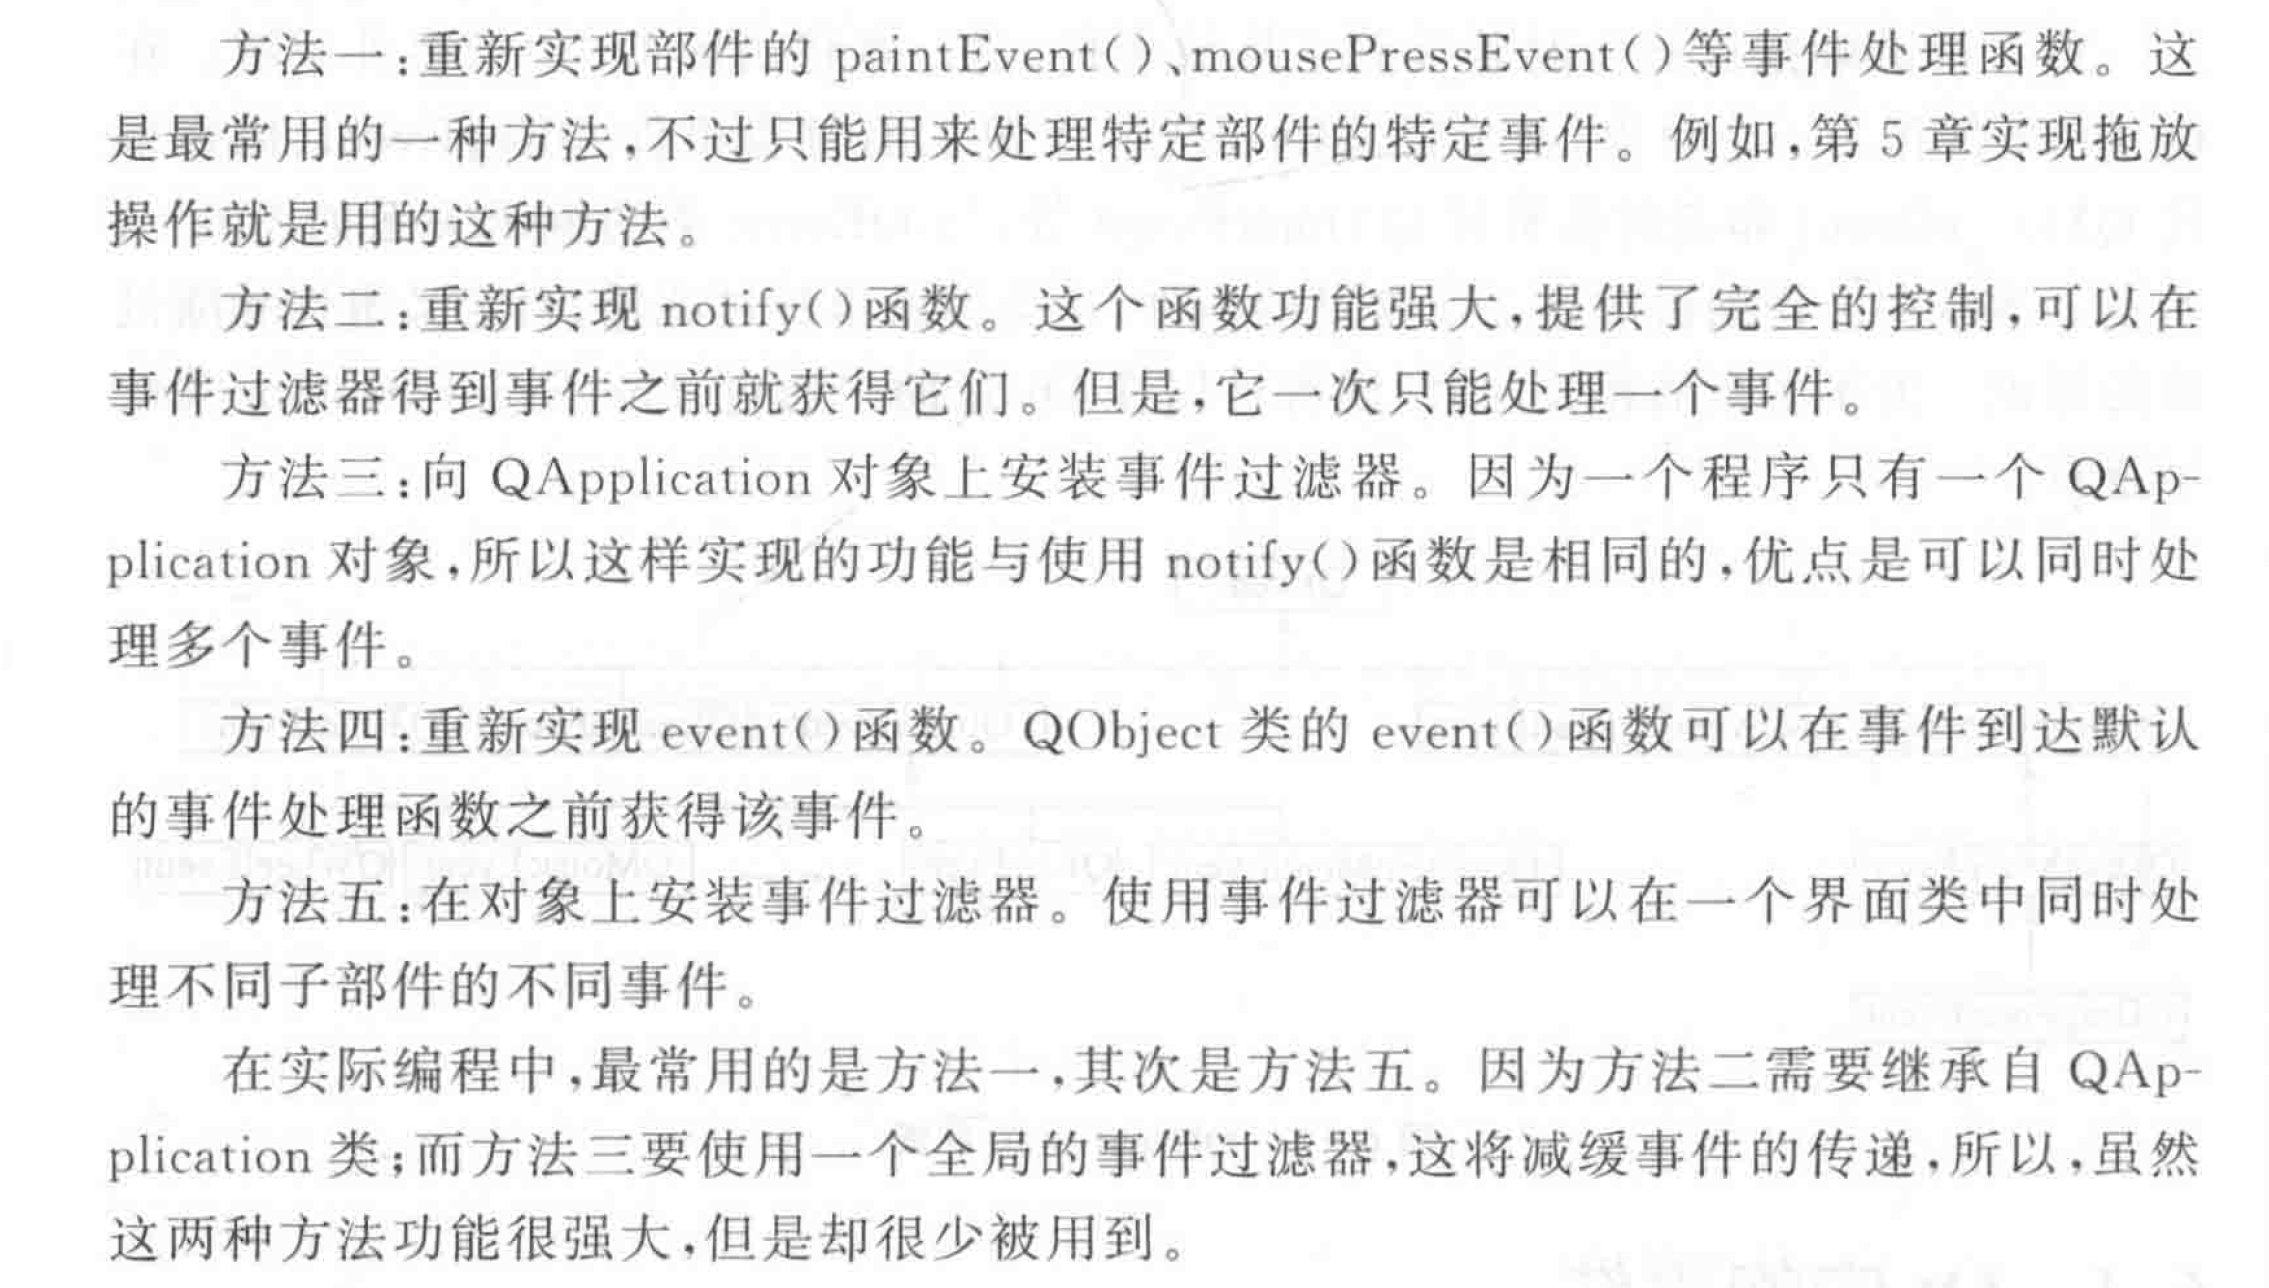 方法一:重新实现部件的 paintEvent()、mousePressEvent()等事件处理函数。这
是最常用的一种方法,不过只能用来处理特定部件的特定事件。例如,第 5 章实现拖放
操作就是用的这种方法。
方法二:重新实现 notify()函数。这个函数功能强大,提供了完全的控制,可以在
事件过滤器得到事件之前就获得它们。但是,它一次只能处理一个事件。
方法三:向 QApplication 对象上安装事件过滤器。因为一个程序只有一个 QAp-
plication 对象,所以这样实现的功能与使用 notify()函数是相同的,优点是可以同时处
理多个事件。
方法四:重新实现 event()函数。QObject 类的 event()函数可以在事件到达默认
的事件处理函数之前获得该事件。
方法五:在对象上安装事件过滤器。使用事件过滤器可以在一个界面类中同时处
理不同子部件的不同事件。
在实际编程中,最常用的是方法一,其次是方法五。因为方法二需要继承自 QAp-
plication 类;而方法三要使用一个全局的事件过滤器,这将减缓事件的传递,所以,虽然
这两种方法功能很强大,但是却很少被用到。